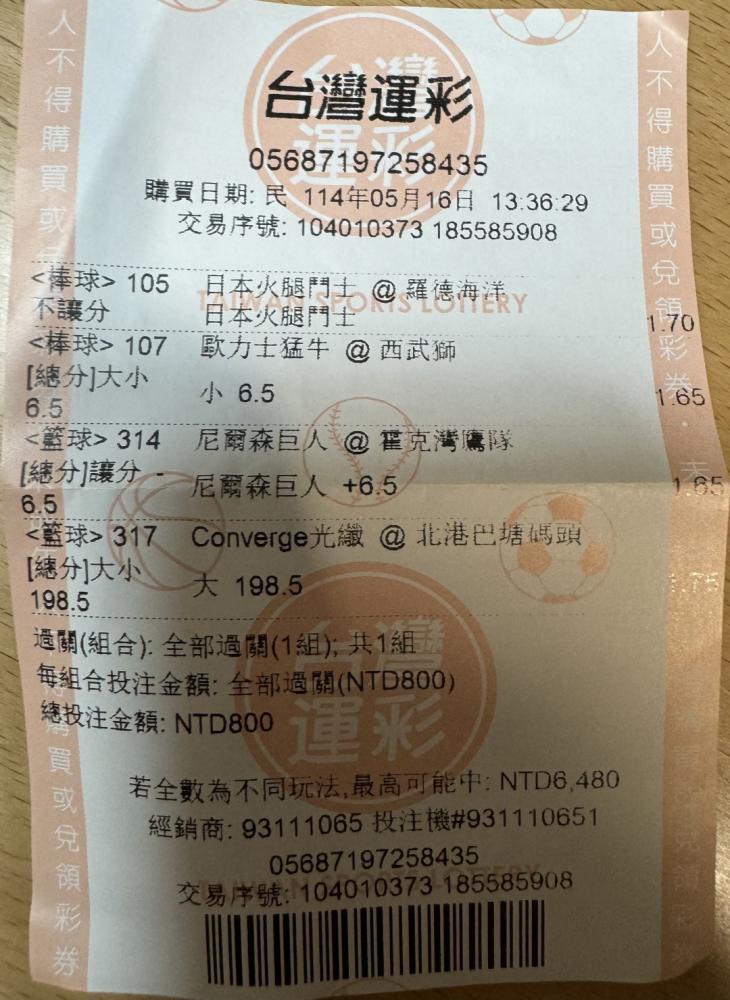 台灣運彩
05687197258435
購買日期: 民 114年05月16日 13:36:29
交易序號: 104010373 185585908
<棒球> 105 日本火腿鬥士 @ 羅德海洋
不讓分 日本火腿鬥士 1.70
<棒球> 107 歐力士猛牛 @ 西武獅
[總分]大小
6.5 小 6.5 1.65
<籃球> 314 尼爾森巨人 @ 霍克灣鷹隊
[總分]讓分 -
6.5 尼爾森巨人 +6.5 1.65
<籃球> 317 Converge光纖 @ 北港巴塘碼頭
[總分]大小
198.5 大 198.5
過關(組合): 全部過關(1組); 共1組
每組合投注金額: 全部過關(NTD800)
總投注金額: NTD800
若全數為不同玩法,最高可能中: NTD6,480
經銷商: 93111065 投注機#931110651
05687197258435
交易序號: 104010373 185585908
TAIWAN SPORTS LOTTERY
人不得購買或
人不得購買或兌領彩券・未
購買或兌領彩券